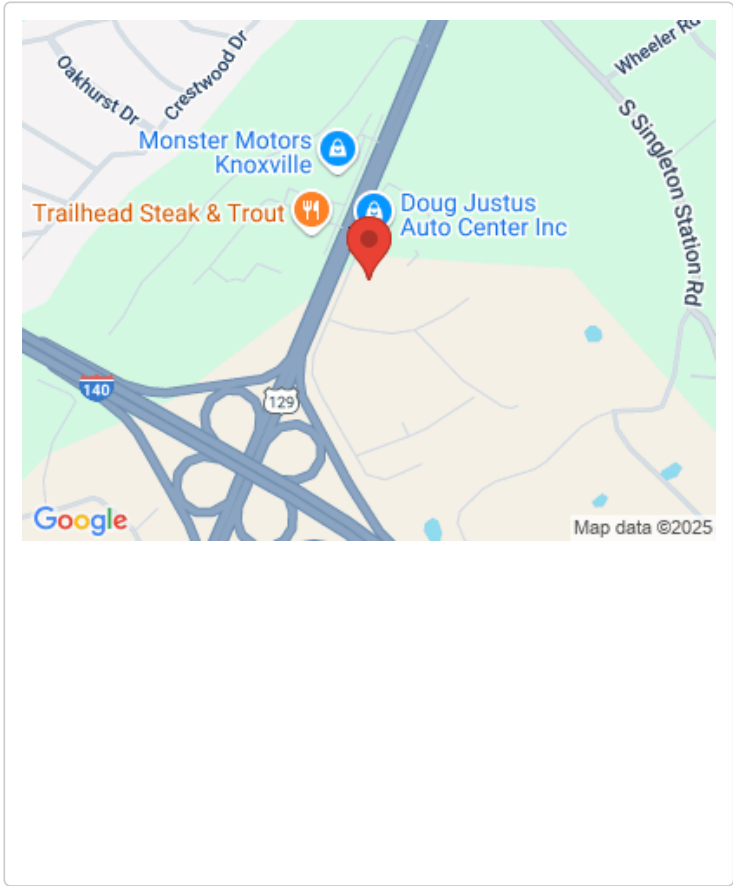 Oakhurst Dr
Crestwood Dr
Wheeler Rd
S Singleton Station Rd
Monster Motors
Knoxville
Trailhead Steak & Trout
Doug Justus
Auto Center Inc
140
129
Google
Map data ©2025